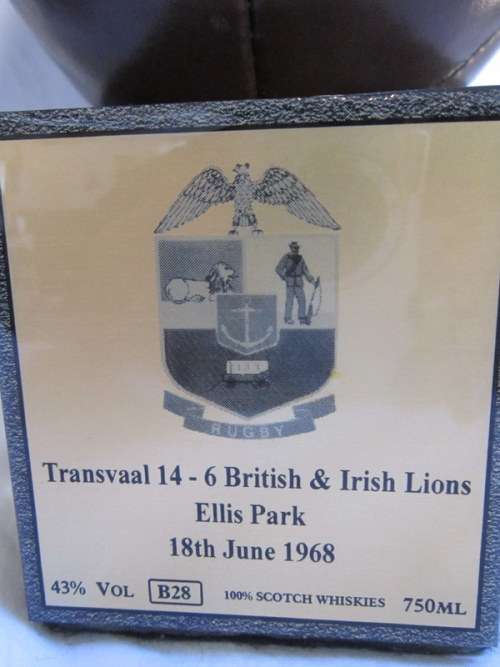 RUGBY
Transvaal 14 - 6 British & Irish Lions
Ellis Park
18th June 1968
43% VOL B28 100% SCOTCH WHISKIES 750ML